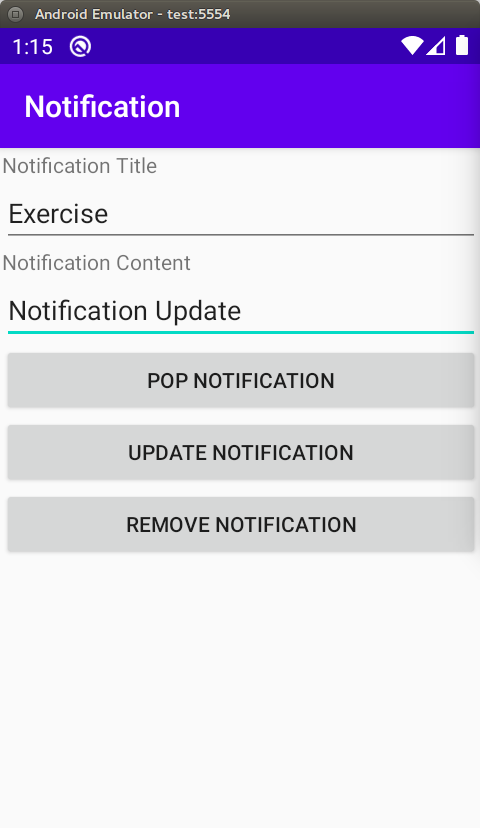 Android Emulator - test:5554
1:15
Notification
Notification Title
Exercise
Notification Content
Notification Update
POP NOTIFICATION
UPDATE NOTIFICATION
REMOVE NOTIFICATION